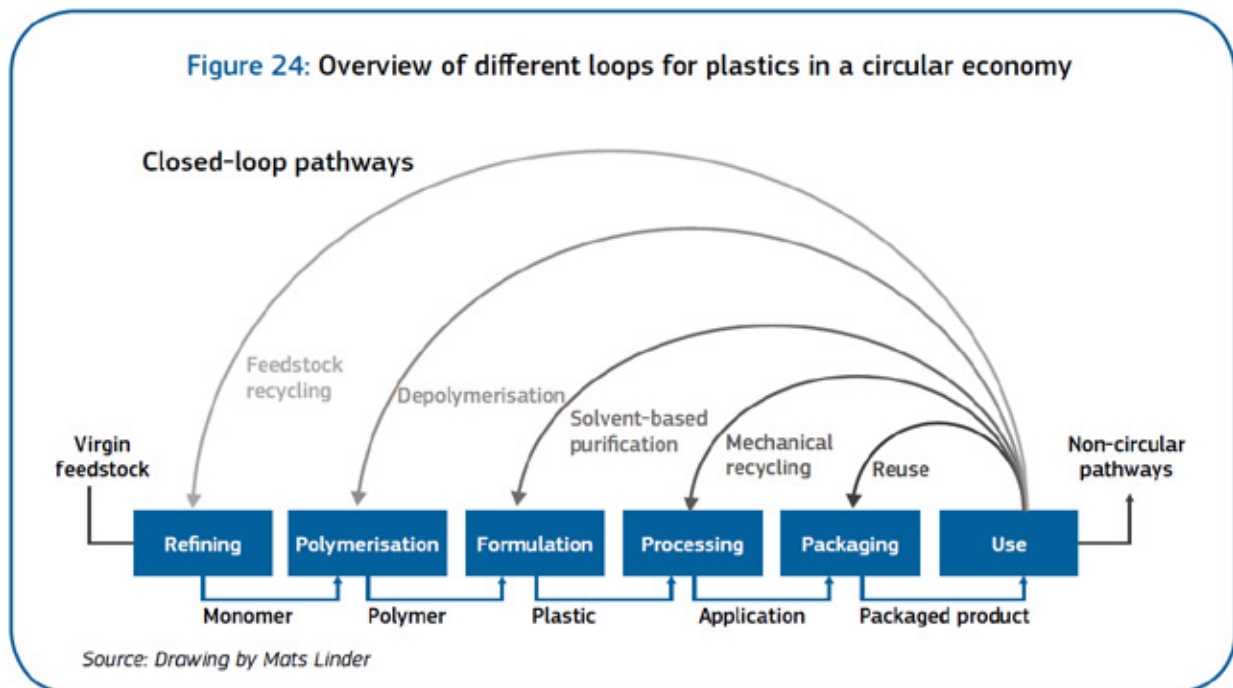 Figure 24: Overview of different loops for plastics in a circular economy
Closed-loop pathways
Feedstock
recycling
Depolymerisation
Solvent-based
purification
Mechanical
recycling
Reuse
Virgin
feedstock
Non-circular
pathways
Refining
Polymerisation
Formulation
Processing
Packaging
Use
Monomer
Polymer
Plastic
Application
Packaged product
Source: Drawing by Mats Linder